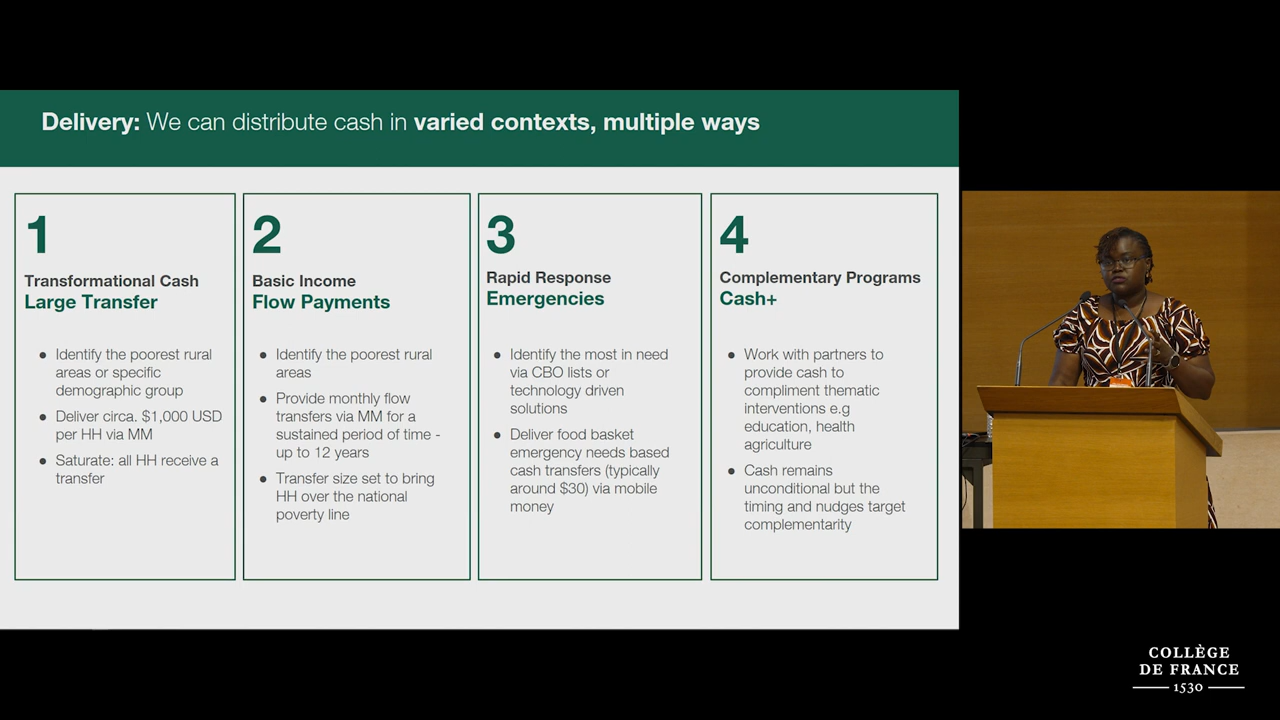 Delivery: We can distribute cash in varied contexts, multiple ways
1
Transformational Cash
Large Transfer
● Identify the poorest rural
areas or specific
demographic group
● Deliver circa. $1,000 USD
per HH via MM
● Saturate: all HH receive a
transfer
2
Basic Income
Flow Payments
● Identify the poorest rural
areas
● Provide monthly flow
transfers via MM for a
sustained period of time -
up to 12 years
● Transfer size set to bring
HH over the national
poverty line
3
Rapid Response
Emergencies
● Identify the most in need
via CBO lists or
technology driven
solutions
● Deliver food basket
emergency needs based
cash transfers (typically
around $30) via mobile
money
4
Complementary Programs
Cash+
● Work with partners to
provide cash to
compliment thematic
interventions e.g
education, health
agriculture
● Cash remains
unconditional but the
timing and nudges target
complementarity
COLLÈGE
DE FRANCE
1530